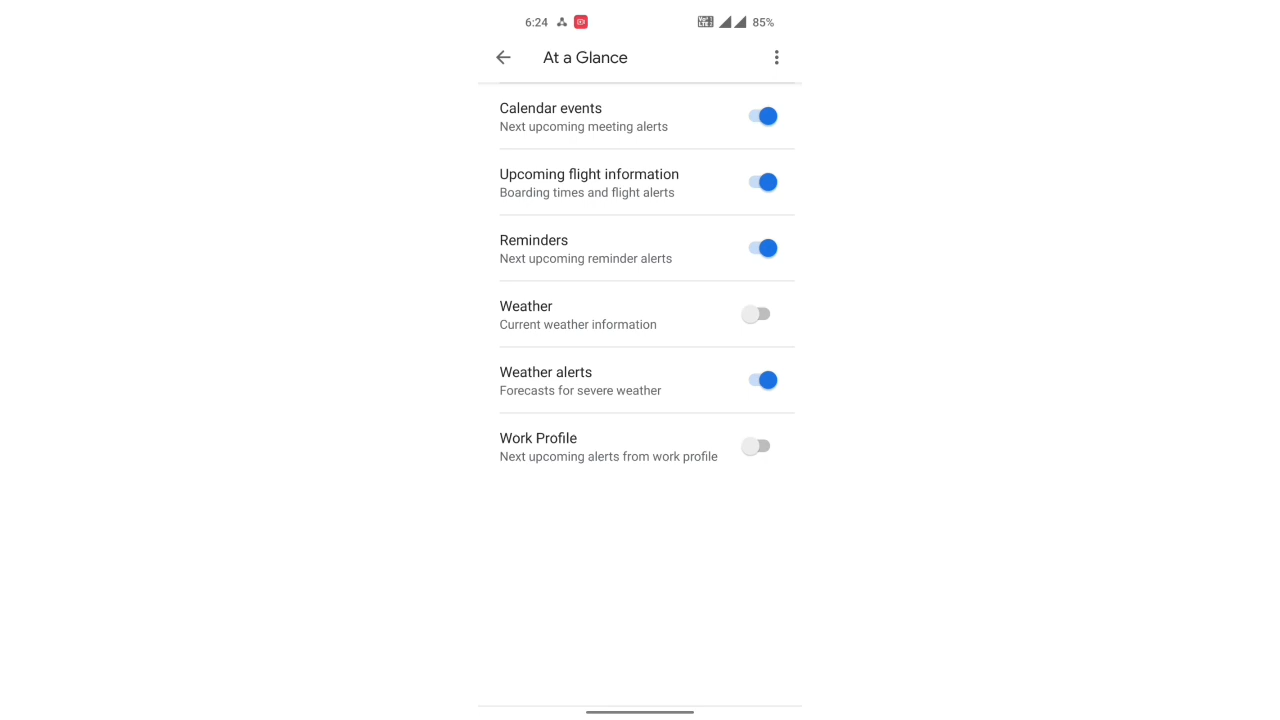 6:24 85%
At a Glance
Calendar events
Next upcoming meeting alerts
Upcoming flight information
Boarding times and flight alerts
Reminders
Next upcoming reminder alerts
Weather
Current weather information
Weather alerts
Forecasts for severe weather
Work Profile
Next upcoming alerts from work profile